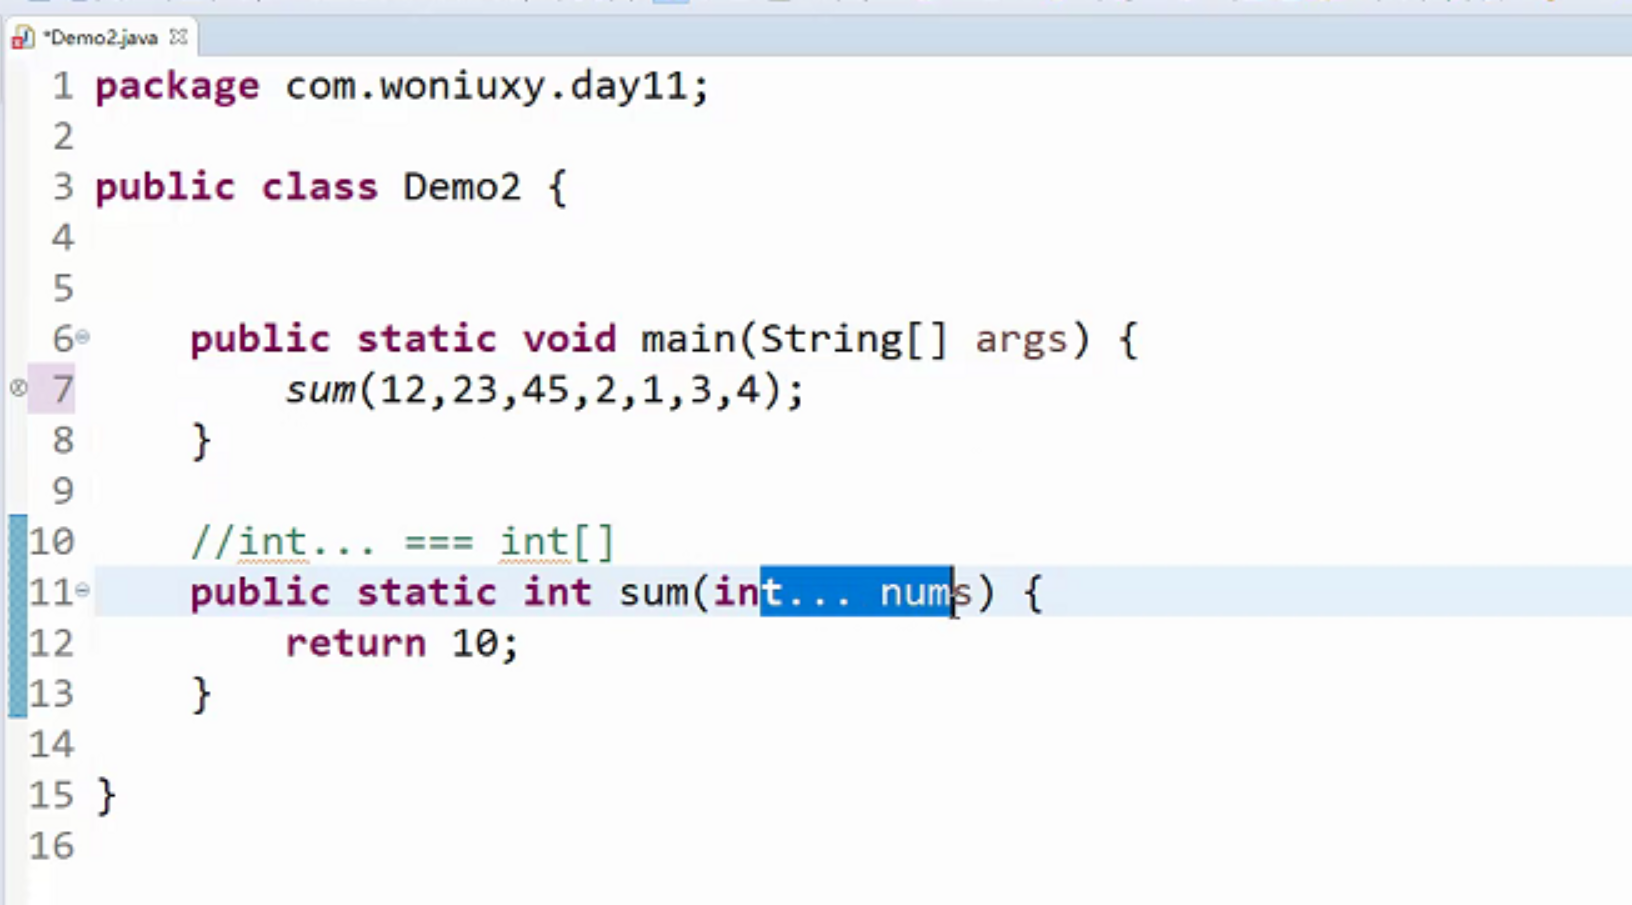 *Demo2.java
1 package com.woniuxy.day11;
2
3 public class Demo2 {
4
5
6 public static void main(String[] args) {
7 sum(12,23,45,2,1,3,4);
8 }
9
10 //int... === int[]
11 public static int sum(int... nums) {
12 return 10;
13 }
14
15 }
16